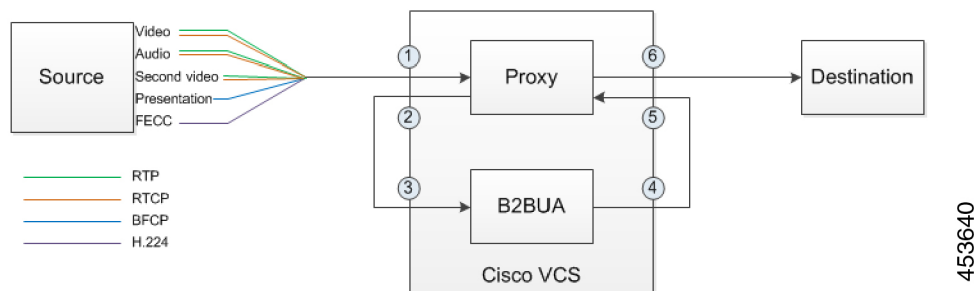 Source
Video
Audio
Second video
Presentation
FECC
1
6
Proxy
Destination
2
5
3
4
B2BUA
Cisco VCS
RTP
RTCP
BFCP
H.224
453640